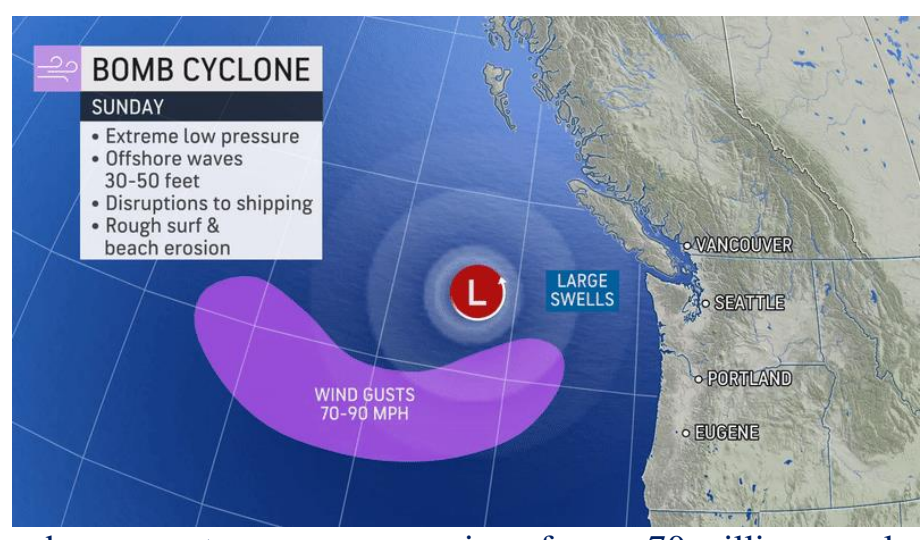 BOMB CYCLONE
SUNDAY
• Extreme low pressure
• Offshore waves
30-50 feet
• Disruptions to shipping
• Rough surf &
beach erosion
L
LARGE
SWELLS
WIND GUSTS
70-90 MPH
VANCOUVER
SEATTLE
PORTLAND
EUGENE